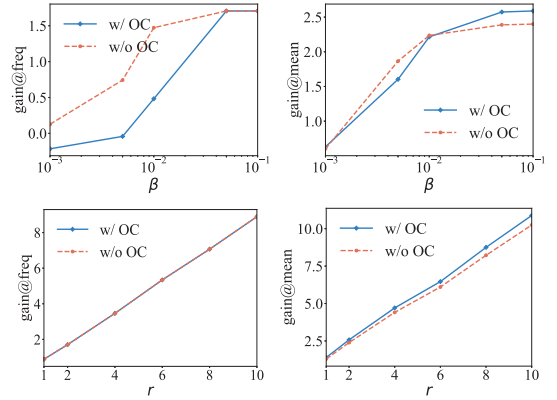 gain@freq
1.5
1.0
0.5
0.0
w/ OC
w/o OC
10⁻³
10⁻²
10⁻¹
β
gain@mean
2.5
2.0
1.5
1.0
w/ OC
w/o OC
10⁻³
10⁻²
10⁻¹
β
gain@freq
8
6
4
2
w/ OC
w/o OC
1 2 4 6 8 10
r
gain@mean
10.0
7.5
5.0
2.5
w/ OC
w/o OC
1 2 4 6 8 10
r